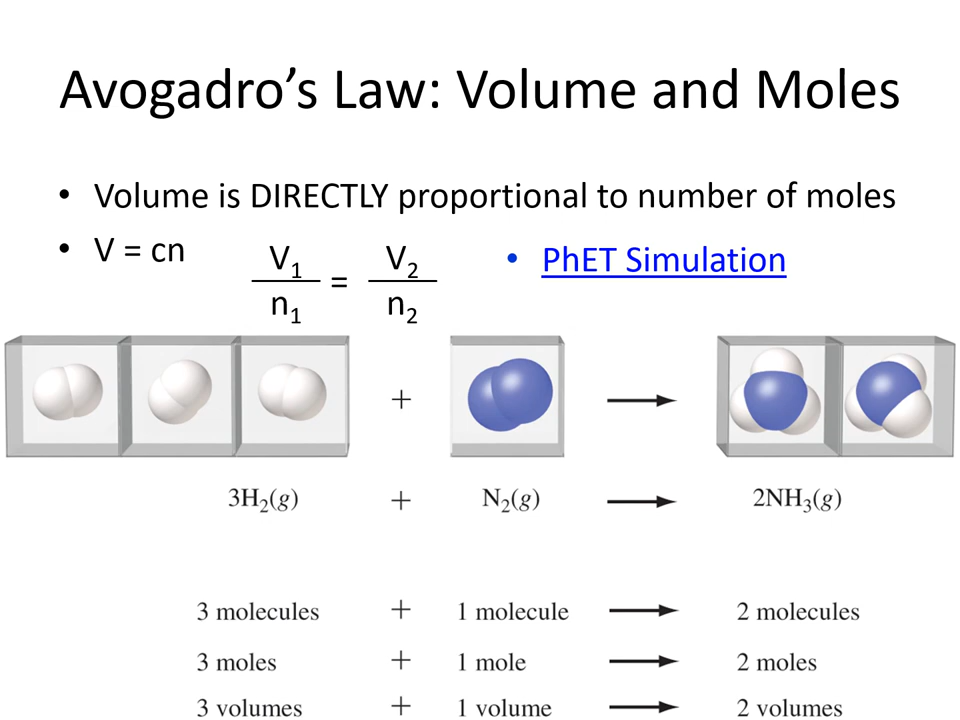 Avogadro’s Law: Volume and Moles
• Volume is DIRECTLY proportional to number of moles
• V = cn
V₁ = V₂
n₁ n₂
• PhET Simulation
+
3H₂(g) + N₂(g) ⟶ 2NH₃(g)
3 molecules + 1 molecule ⟶ 2 molecules
3 moles + 1 mole ⟶ 2 moles
3 volumes + 1 volume ⟶ 2 volumes